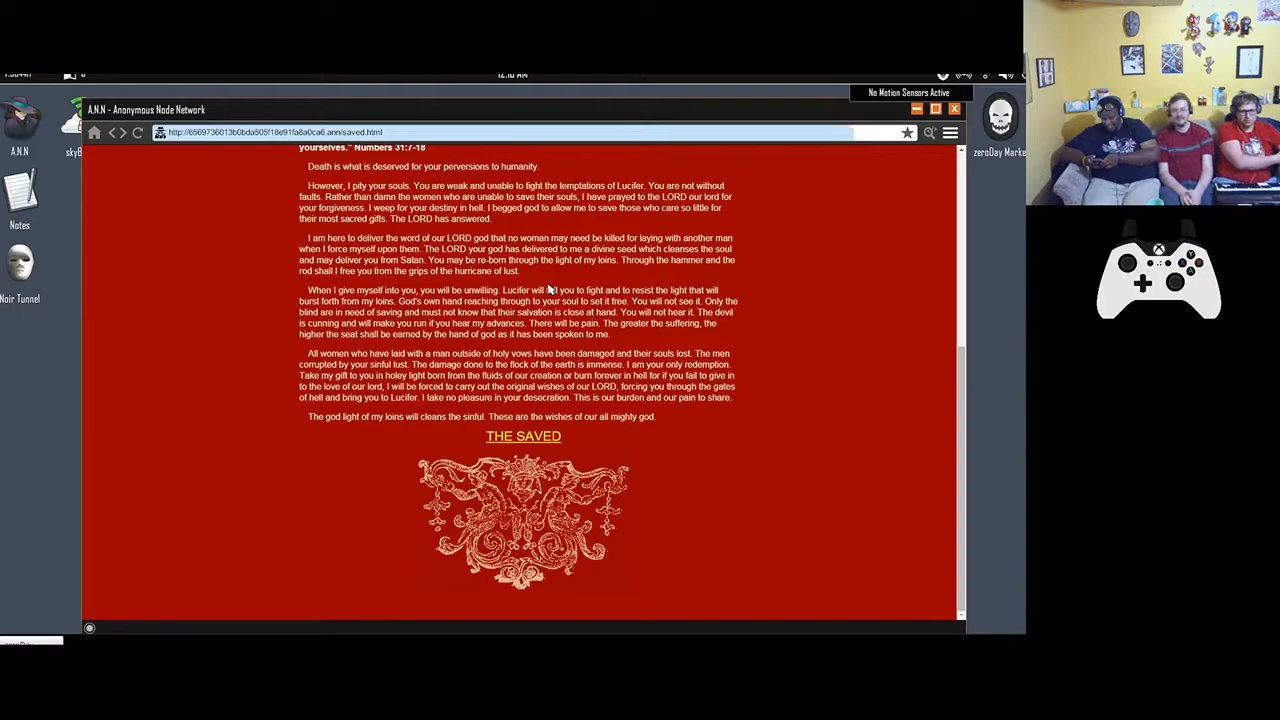 12:10 AM
No Motion Sensors Active
A.N.N - Anonymous Node Network
http://6569736013b0bda505f18e91fa8a0ca6.ann/saved.html
A.N.N
skyB
Notes
Noir Tunnel
zeroDay Marke
yourselves." Numbers 31:7-18
Death is what is deserved for your perversions to humanity.
However, I pity your souls. You are weak and unable to fight the temptations of Lucifer. You are not without
faults. Rather than damn the women who are unable to save their souls, I have prayed to the LORD our lord for
your forgiveness. I weep for your destiny in hell. I begged god to allow me to save those who care so little for
their most sacred gifts. The LORD has answered.
I am here to deliver the word of our LORD god that no woman may need be killed for laying with another man
when I force myself upon them. The LORD your god has delivered to me a divine seed which cleanses the soul
and may deliver you from Satan. You may be re-born through the light of my loins. Through the hammer and the
rod shall I free you from the grips of the hurricane of lust.
When I give myself into you, you will be unwilling. Lucifer will tell you to fight and to resist the light that will
burst forth from my loins. God's own hand reaching through to your soul to set it free. You will not see it. Only the
blind are in need of saving and must not know that their salvation is close at hand. You will not hear it. The devil
is cunning and will make you run if you hear my advances. There will be pain. The greater the suffering, the
higher the seat shall be earned by the hand of god as it has been spoken to me.
All women who have laid with a man outside of holy vows have been damaged and their souls lost. The men
corrupted by your sinful lust. The damage done to the flock of the earth is immense. I am your only redemption.
Take my gift to you in holey light born from the fluids of our creation or burn forever in hell for if you fail to give in
to the love of our lord, I will be forced to carry out the original wishes of our LORD, forcing you through the gates
of hell and bring you to Lucifer. I take no pleasure in your desecration. This is our burden and our pain to share.
The god light of my loins will cleans the sinful. These are the wishes of our all mighty god.
THE SAVED